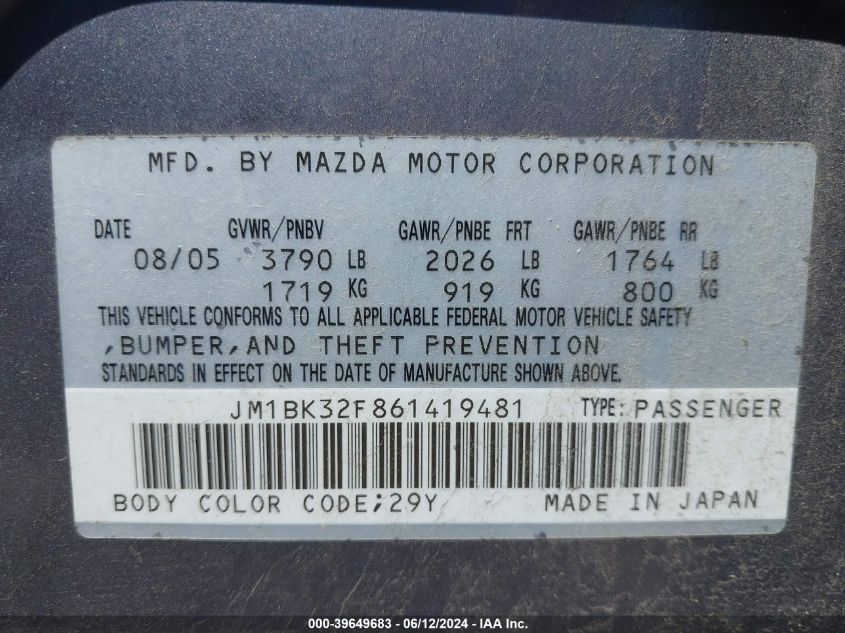 MFD. BY MAZDA MOTOR CORPORATION
DATE GVWR/PNBV GAWR/PNBE FRT GAWR/PNBE RR
08/05 3790 LB 2026 LB 1764 LB
1719 KG 919 KG 800 KG
THIS VEHICLE CONFORMS TO ALL APPLICABLE FEDERAL MOTOR VEHICLE SAFETY
,BUMPER,AND THEFT PREVENTION
STANDARDS IN EFFECT ON THE DATE OF MANUFACTURE SHOWN ABOVE.
JM1BK32F861419481 TYPE: PASSENGER
BODY COLOR CODE;29Y MADE IN JAPAN
000-39649683 - 06/12/2024 - IAA Inc.